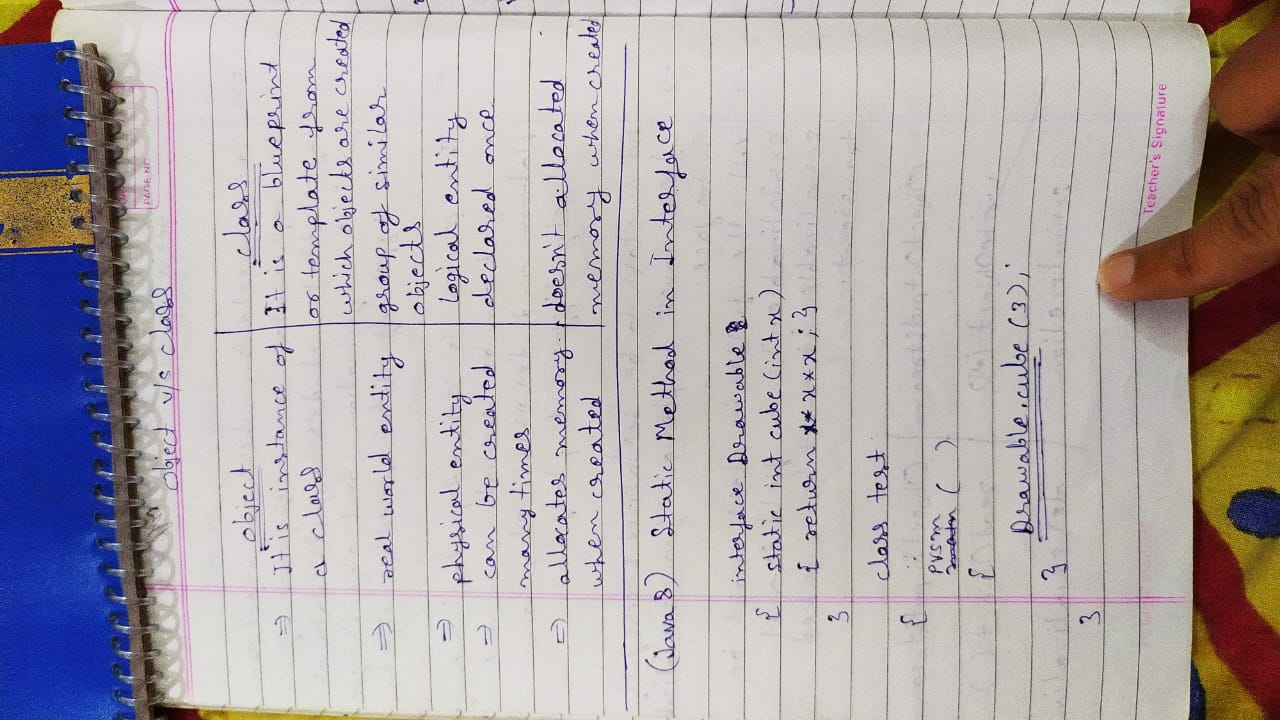 PAGE NO
Object v/s class
object
class
⇒ It is instance of
It is a blueprint
a class
or template from
which objects are created
⇒ real world entity
group of similar
objects
⇒ physical entity
logical entity
⇒ can be created
declared once
many times
⇒ allocates memory
doesn't allocated
when created
memory when created
(Java 8) Static Method in Interface
interface Drawable
{ static int cube (int x)
{ return x*x*x; }
}
class test
{ :
pvsm ( )
{
Drawable.cube (3);
}
}
Teacher's Signature